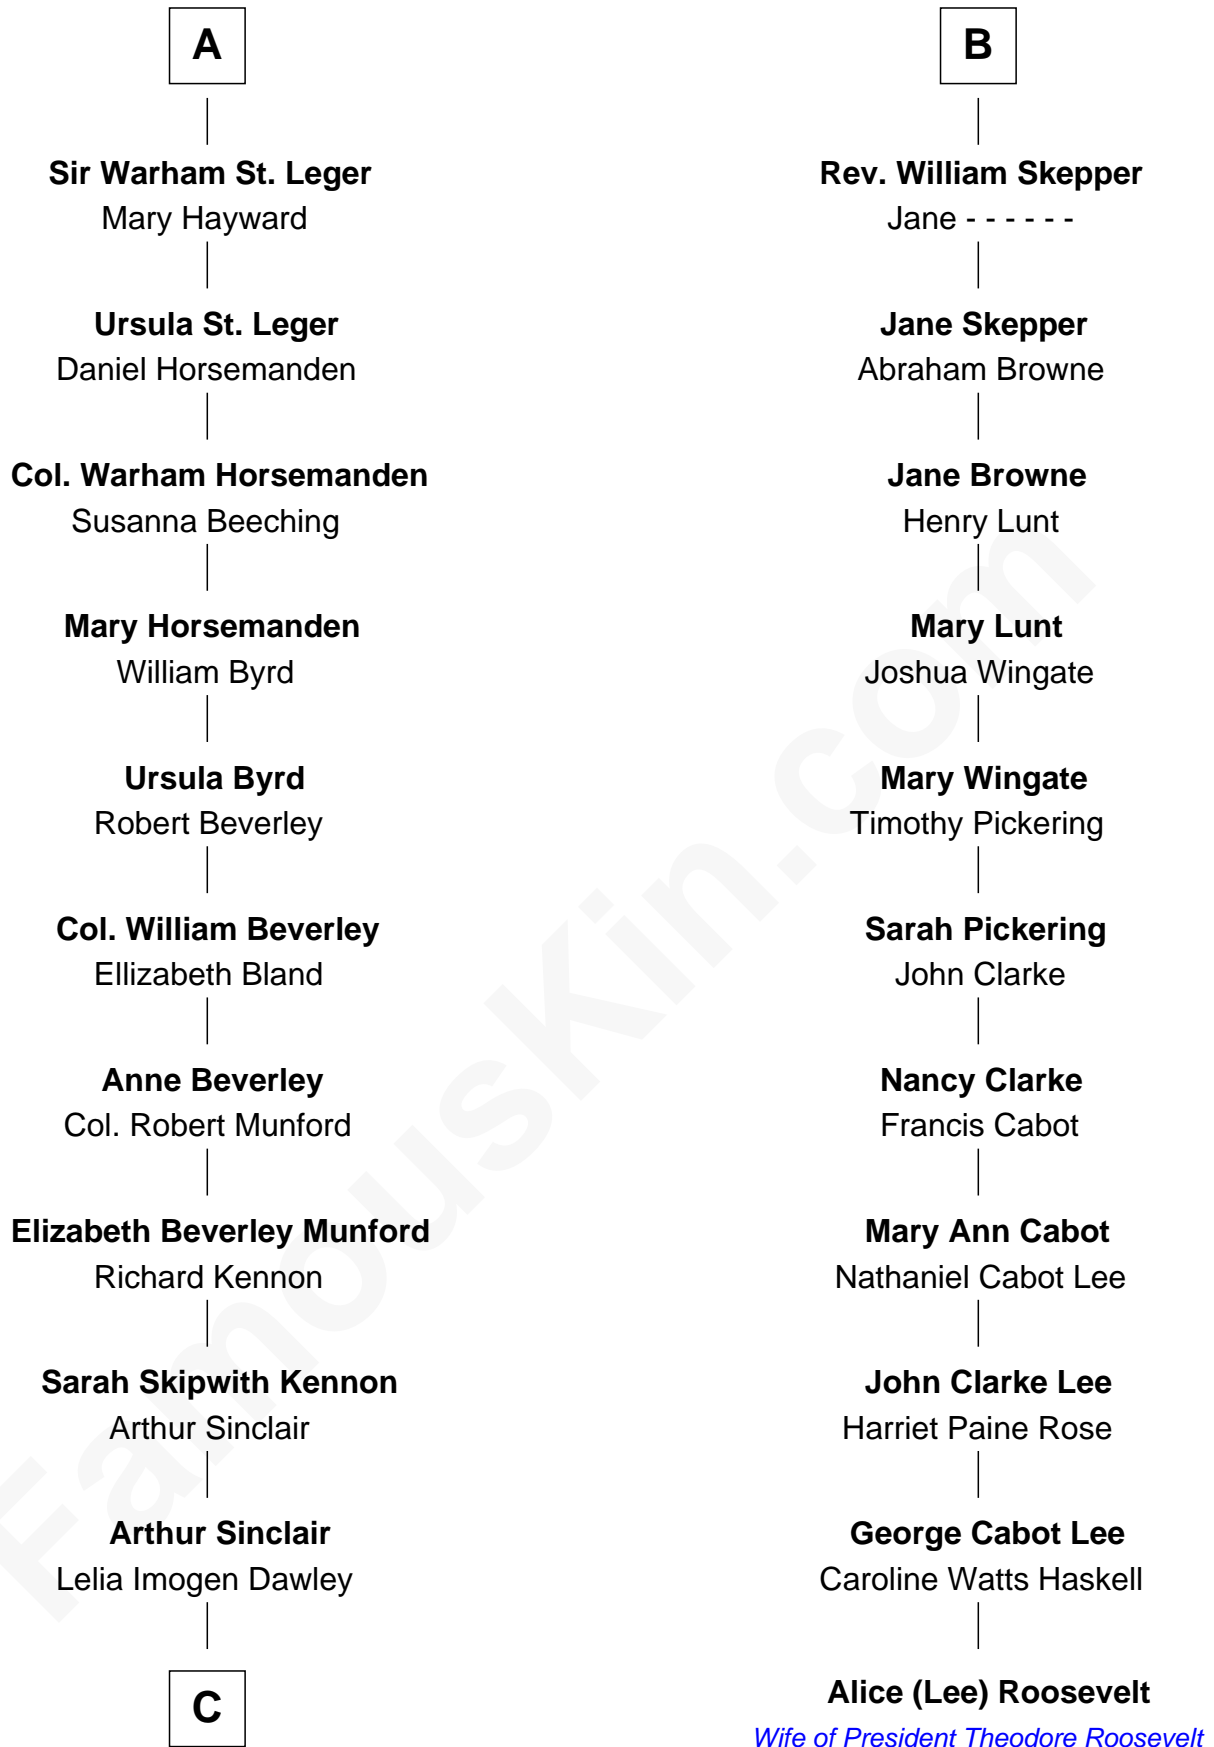 A
Sir Warham St. Leger
Mary Hayward
Ursula St. Leger
Daniel Horsemanden
Col. Warham Horsemanden
Susanna Beeching
Mary Horsemanden
William Byrd
Ursula Byrd
Robert Beverley
Col. William Beverley
Ellizabeth Bland
Anne Beverley
Col. Robert Munford
Elizabeth Beverley Munford
Richard Kennon
Sarah Skipwith Kennon
Arthur Sinclair
Arthur Sinclair
Lelia Imogen Dawley
C
B
Rev. William Skepper
Jane - - - - - -
Jane Skepper
Abraham Browne
Jane Browne
Henry Lunt
Mary Lunt
Joshua Wingate
Mary Wingate
Timothy Pickering
Sarah Pickering
John Clarke
Nancy Clarke
Francis Cabot
Mary Ann Cabot
Nathaniel Cabot Lee
John Clarke Lee
Harriet Paine Rose
George Cabot Lee
Caroline Watts Haskell
Alice (Lee) Roosevelt
Wife of President Theodore Roosevelt
FamousKin.com